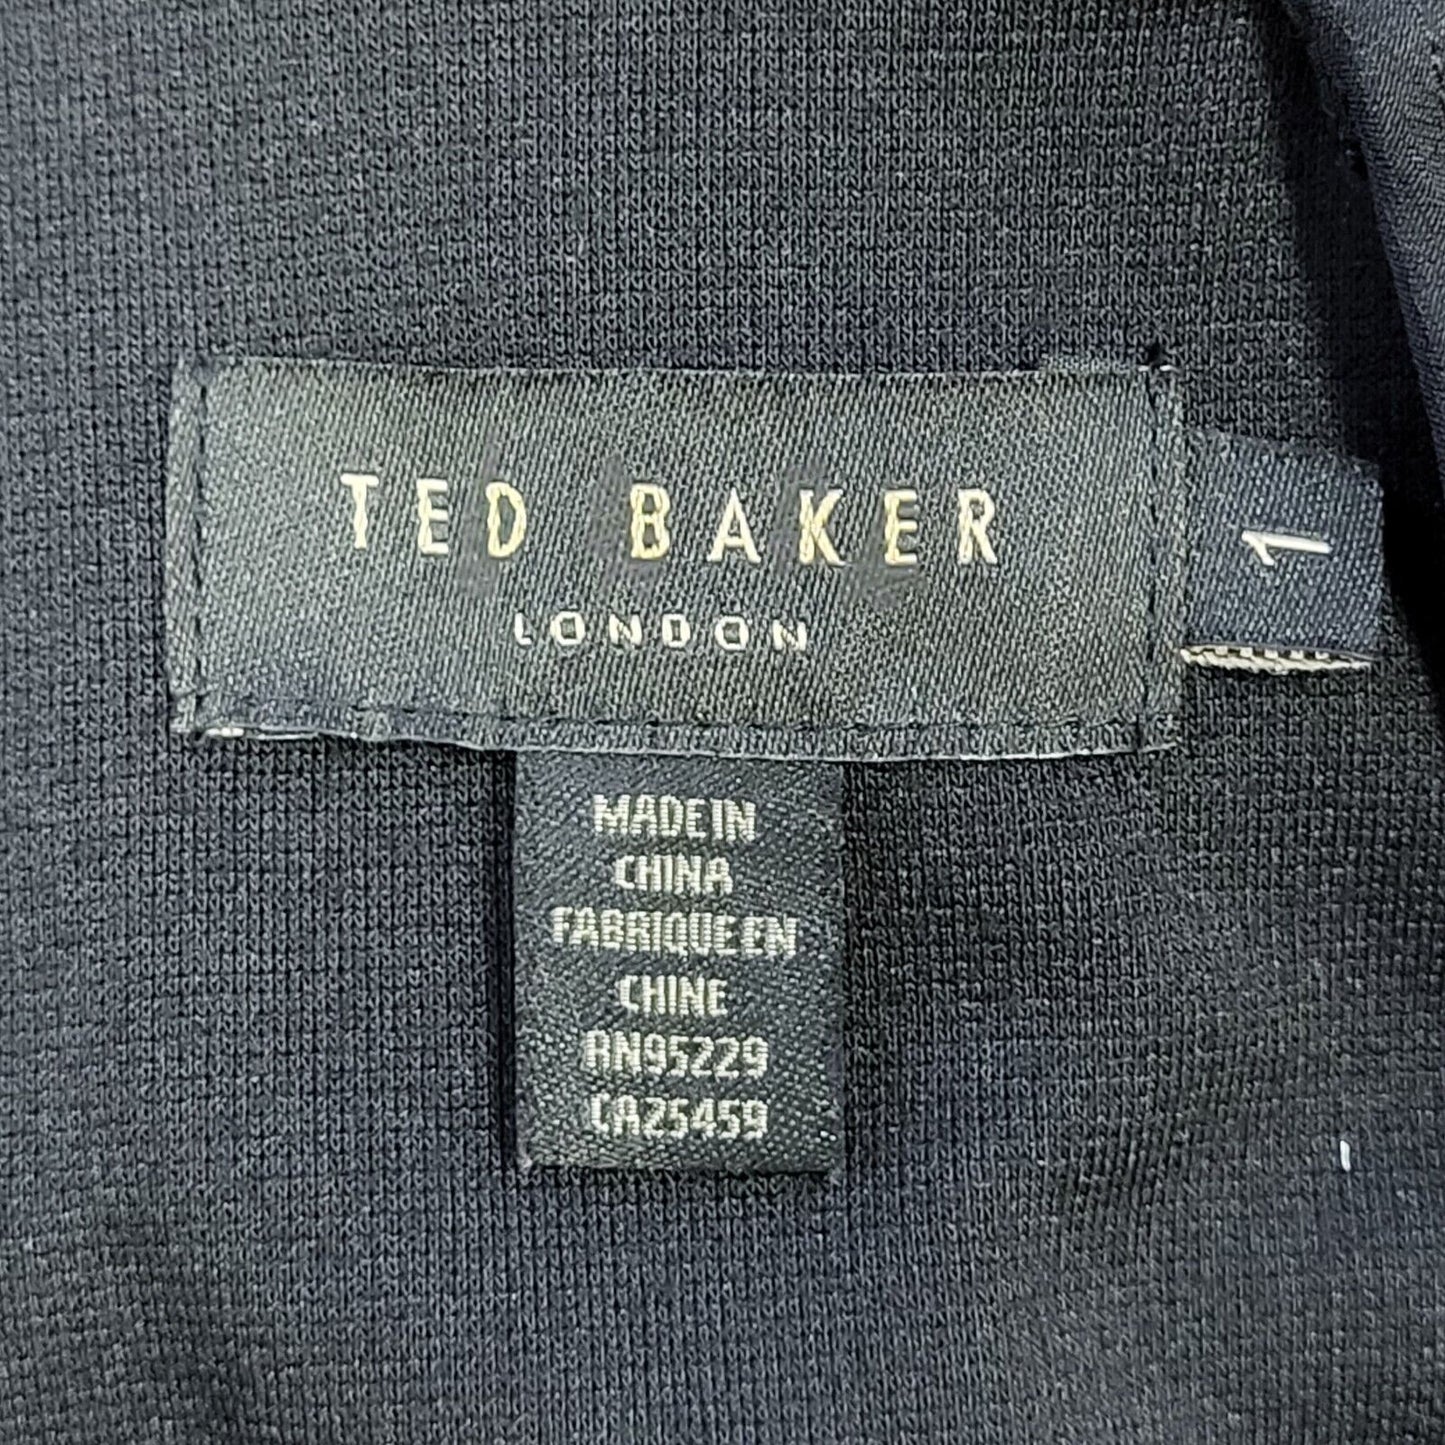 TED BAKER
LONDON
1
MADE IN
CHINA
FABRIQUE EN
CHINE
RN95229
CA25459